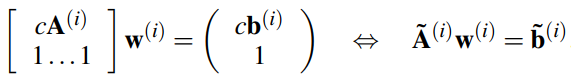 [ cA⁽ⁱ⁾ 1…1 ] w⁽ⁱ⁾ = ( cb⁽ⁱ⁾ 1 ) ⇔ Ã⁽ⁱ⁾w⁽ⁱ⁾ = b̃⁽ⁱ⁾